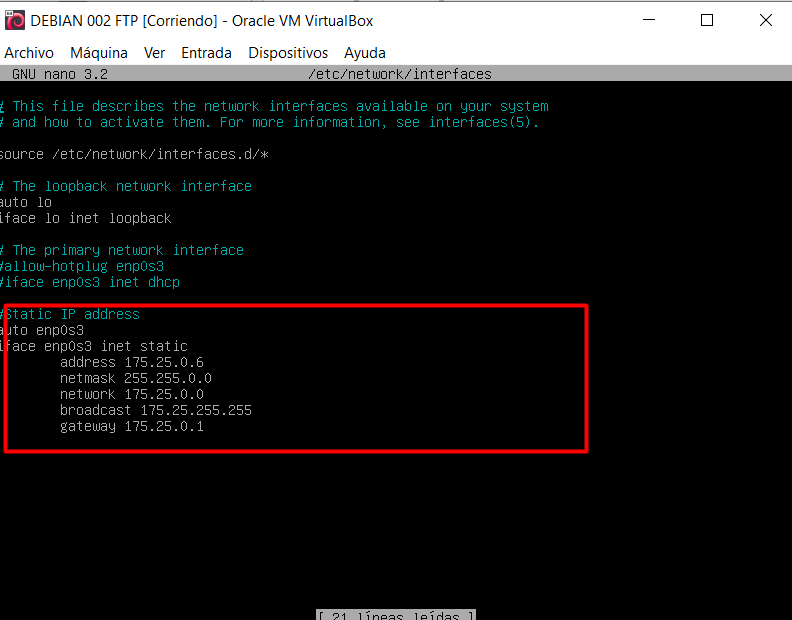 DEBIAN 002 FTP [Corriendo] - Oracle VM VirtualBox
Archivo Máquina Ver Entrada Dispositivos Ayuda
GNU nano 3.2 /etc/network/interfaces
# This file describes the network interfaces available on your system
# and how to activate them. For more information, see interfaces(5).
source /etc/network/interfaces.d/*
# The loopback network interface
auto lo
iface lo inet loopback
# The primary network interface
#allow-hotplug enp0s3
#iface enp0s3 inet dhcp
#Static IP address
auto enp0s3
iface enp0s3 inet static
address 175.25.0.6
netmask 255.255.0.0
network 175.25.0.0
broadcast 175.25.255.255
gateway 175.25.0.1
[ 21 líneas leídas ]